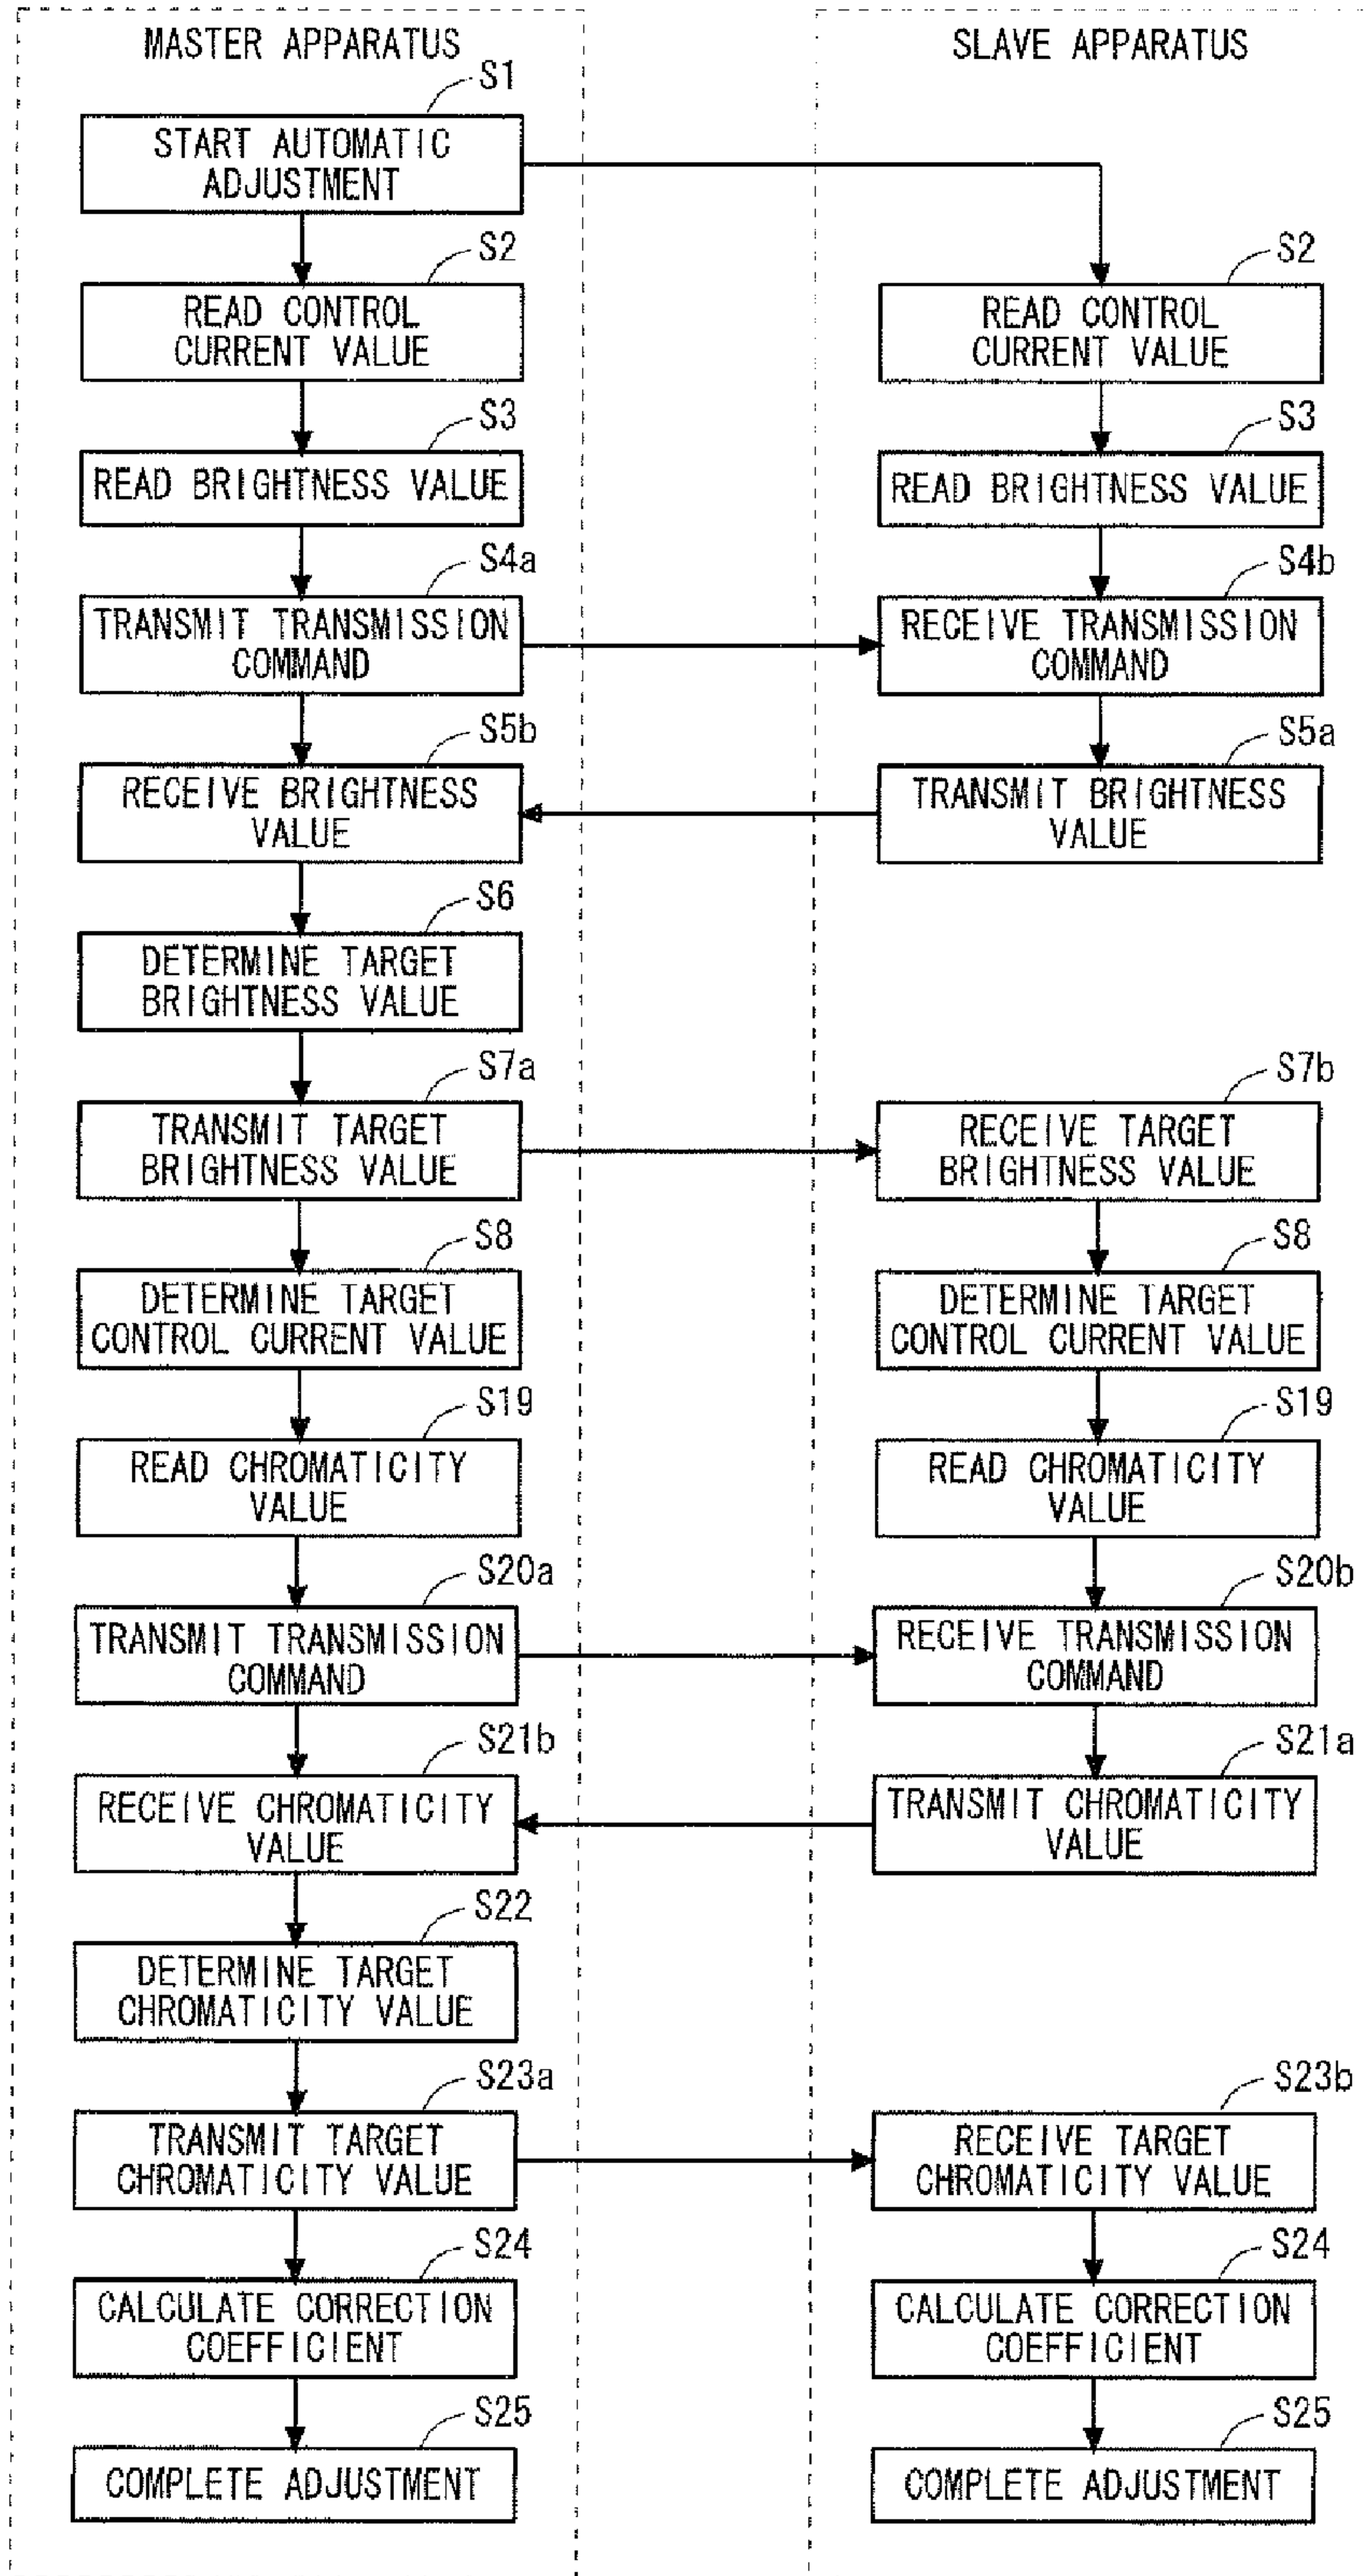 MASTER APPARATUS
SLAVE APPARATUS
S1
START AUTOMATIC
ADJUSTMENT
S2
READ CONTROL
CURRENT VALUE
S2
READ CONTROL
CURRENT VALUE
S3
READ BRIGHTNESS VALUE
S3
READ BRIGHTNESS VALUE
S4a
TRANSMIT TRANSMISSION
COMMAND
S4b
RECEIVE TRANSMISSION
COMMAND
S5b
RECEIVE BRIGHTNESS
VALUE
S5a
TRANSMIT BRIGHTNESS
VALUE
S6
DETERMINE TARGET
BRIGHTNESS VALUE
S7a
TRANSMIT TARGET
BRIGHTNESS VALUE
S7b
RECEIVE TARGET
BRIGHTNESS VALUE
S8
DETERMINE TARGET
CONTROL CURRENT VALUE
S8
DETERMINE TARGET
CONTROL CURRENT VALUE
S19
READ CHROMATICITY
VALUE
S19
READ CHROMATICITY
VALUE
S20a
TRANSMIT TRANSMISSION
COMMAND
S20b
RECEIVE TRANSMISSION
COMMAND
S21b
RECEIVE CHROMATICITY
VALUE
S21a
TRANSMIT CHROMATICITY
VALUE
S22
DETERMINE TARGET
CHROMATICITY VALUE
S23a
TRANSMIT TARGET
CHROMATICITY VALUE
S23b
RECEIVE TARGET
CHROMATICITY VALUE
S24
CALCULATE CORRECTION
COEFFICIENT
S24
CALCULATE CORRECTION
COEFFICIENT
S25
COMPLETE ADJUSTMENT
S25
COMPLETE ADJUSTMENT